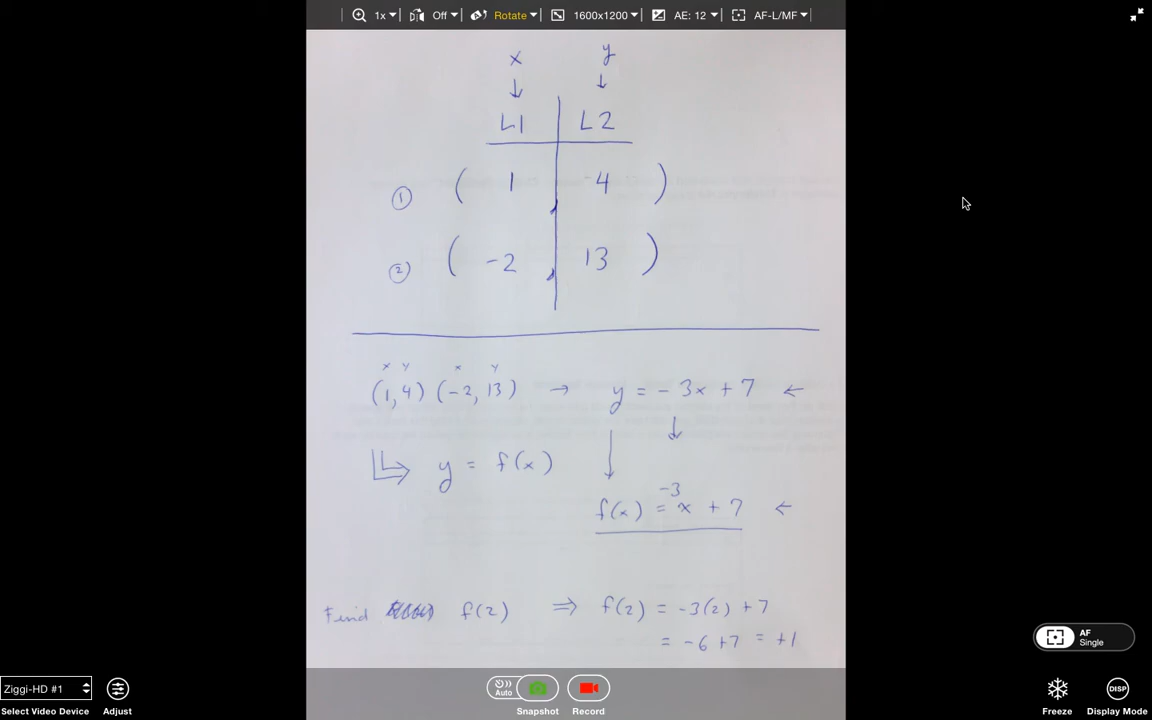 1x Off Rotate 1600x1200 AE: 12 AF-L/MF
x y
↓ ↓
L1 L2
① ( 1 , 4 )
② ( -2 , 13 )
x y x y
(1,4) (-2, 13) → y = - 3x + 7 ←
↓ ↓
y = f(x)
-3
f(x) = x + 7 ←
Find f(2) ⇒ f(2) = -3(2) + 7
= -6 +7 = +1
AF
Single
Ziggi-HD #1
Auto
Select Video Device Adjust Snapshot Record Freeze Display Mode
DISP